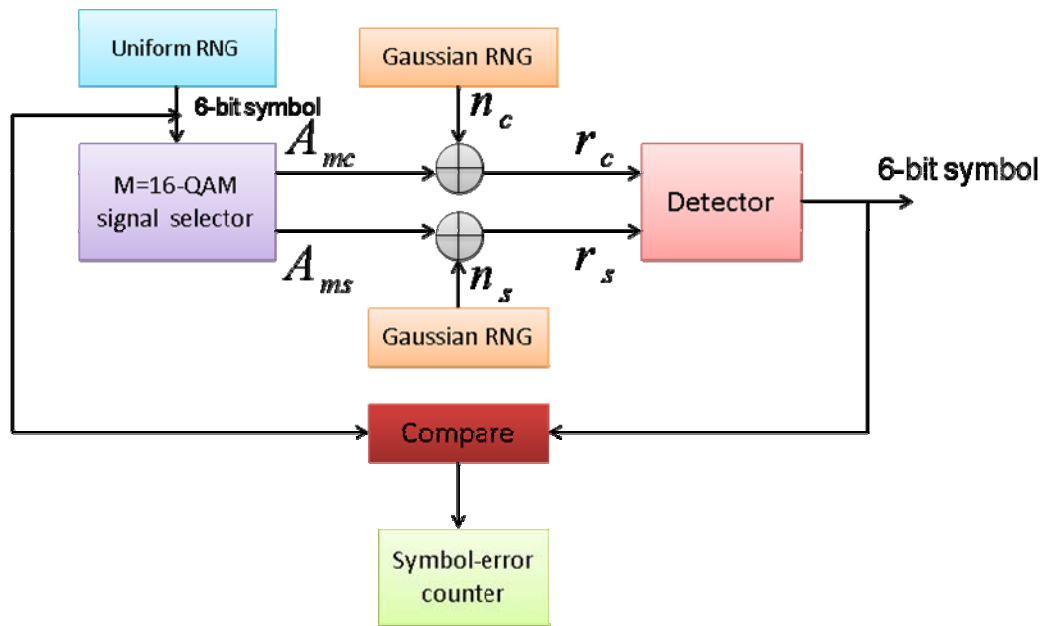 Uniform RNG
Gaussian RNG
6-bit symbol
n c
A mc
r c
M=16-QAM
signal selector
Detector
6-bit symbol
A ms
n s
r s
Gaussian RNG
Compare
Symbol-error
counter